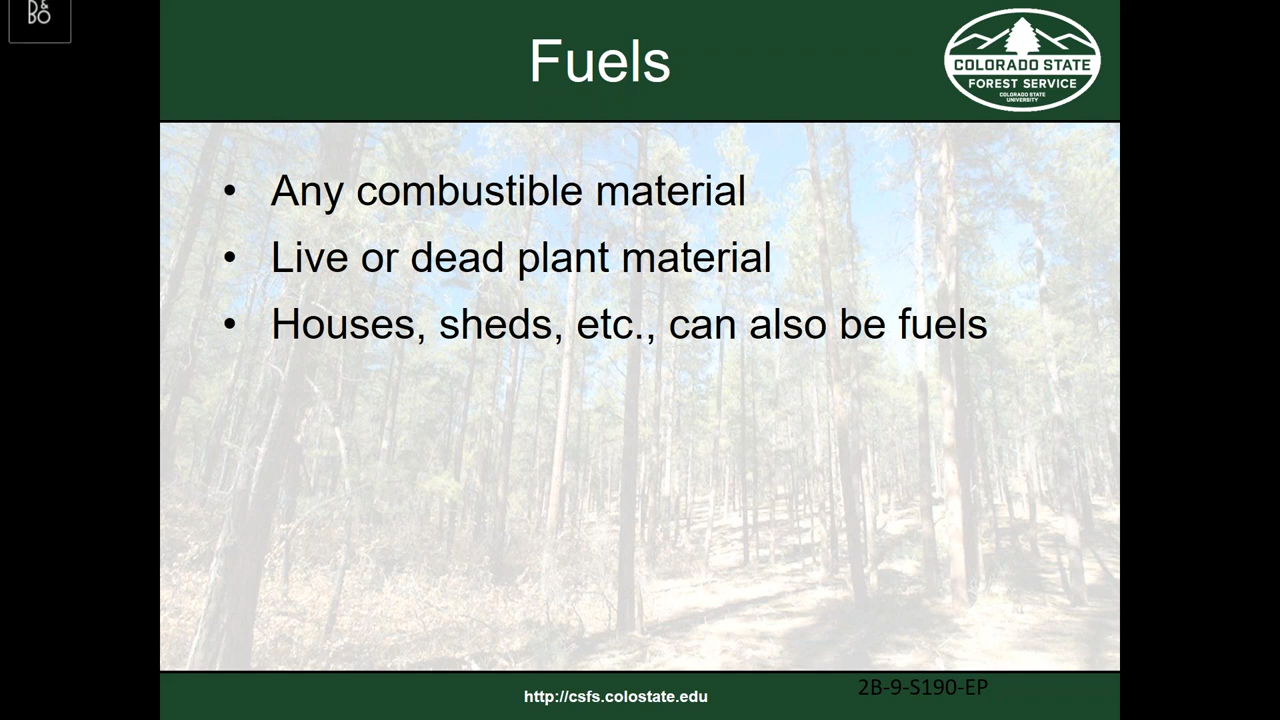 D&
BO
Fuels
COLORADO STATE
FOREST SERVICE
COLORADO STATE
UNIVERSITY
• Any combustible material
• Live or dead plant material
• Houses, sheds, etc., can also be fuels
http://csfs.colostate.edu
2B-9-S190-EP